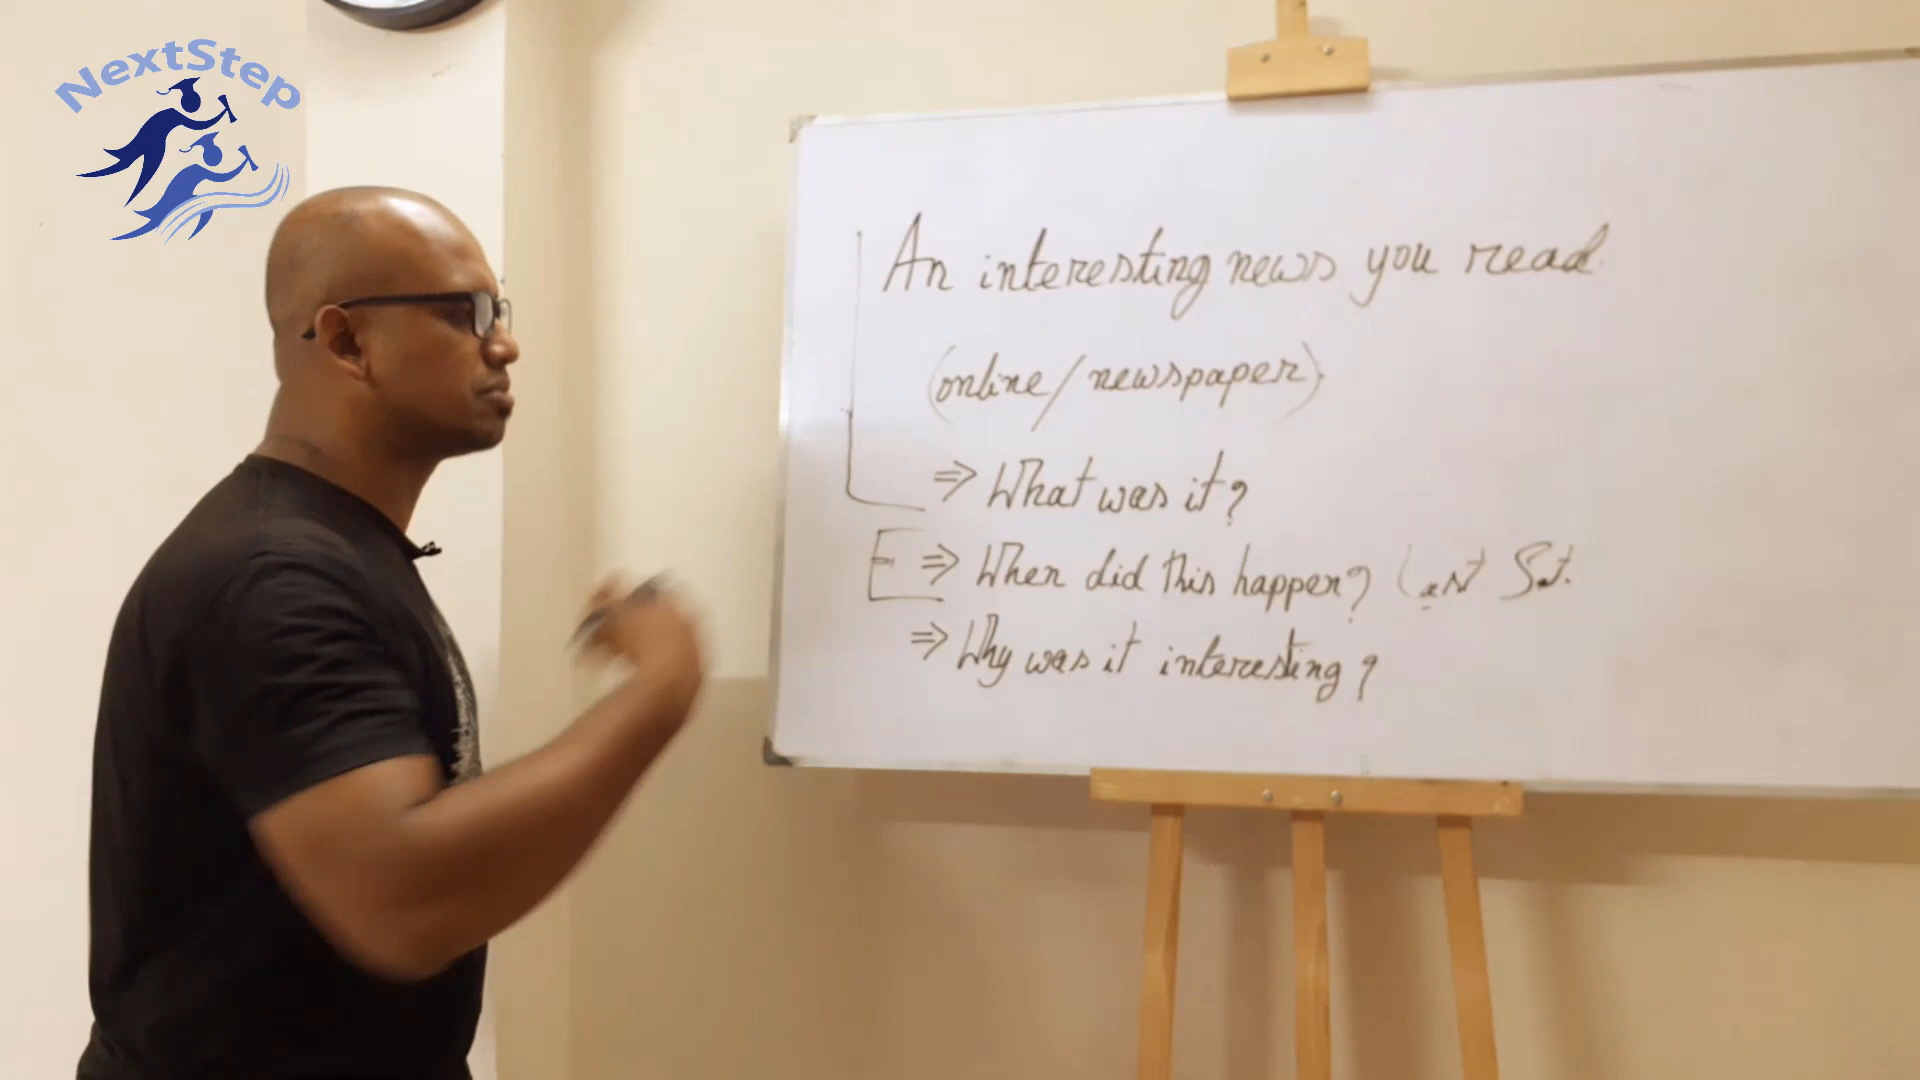 NextStep
An interesting news you read.
(online/newspaper).
⇒ What was it?
⇒ When did this happen? Last Sat.
⇒ Why was it interesting?